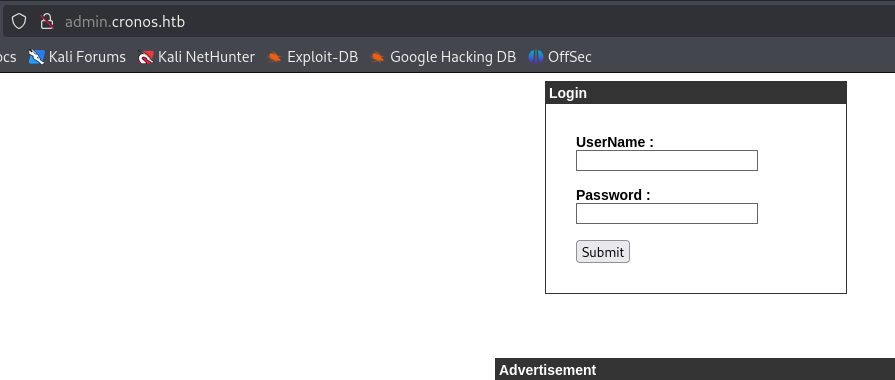 admin.cronos.htb
ocs Kali Forums Kali NetHunter Exploit-DB Google Hacking DB OffSec
Login
UserName :
Password :
Submit
Advertisement